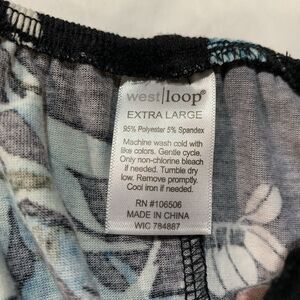 west|loop®
EXTRA LARGE
95% Polyester 5% Spandex
Machine wash cold with
like colors. Gentle cycle.
Only non-chlorine bleach
if needed. Tumble dry
low. Remove promptly.
Cool iron if needed.
RN #106506
MADE IN CHINA
WIC 784887